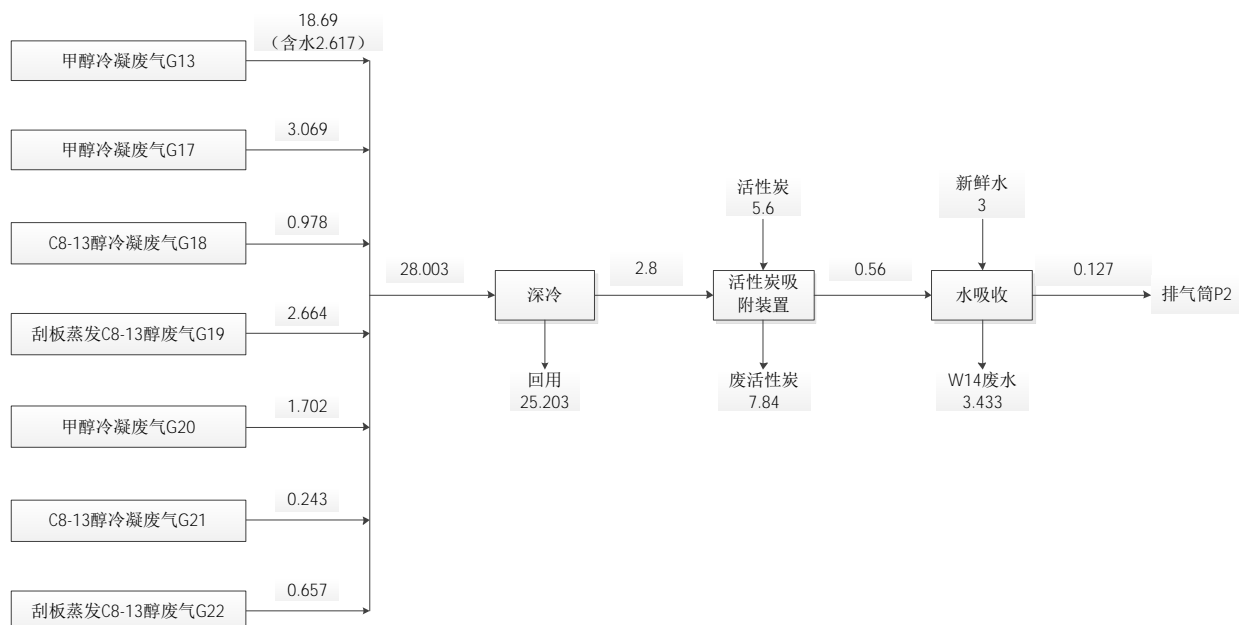 18.69
（含水2.617）
甲醇冷凝废气G13
3.069
甲醇冷凝废气G17
0.978
C8-13醇冷凝废气G18
2.664
刮板蒸发C8-13醇废气G19
1.702
甲醇冷凝废气G20
0.243
C8-13醇冷凝废气G21
0.657
刮板蒸发C8-13醇废气G22
28.003
深冷
回用
25.203
2.8
活性炭
5.6
活性炭吸
附装置
废活性炭
7.84
0.56
新鲜水
3
水吸收
W14废水
3.433
0.127
排气筒P2